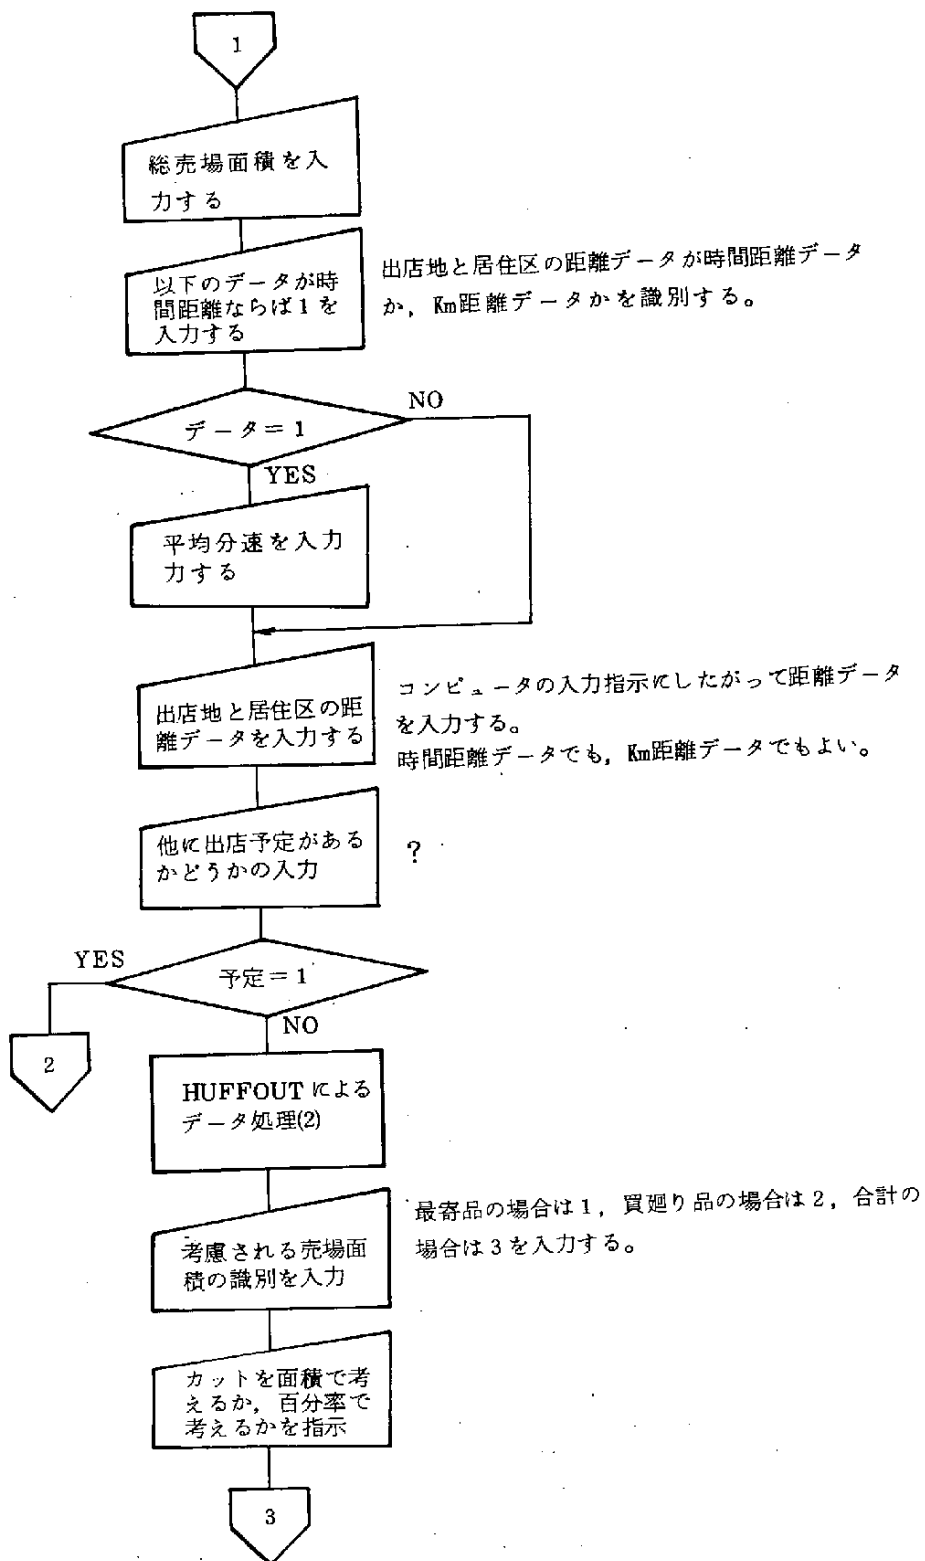 1
総売場面積を入
力する
以下のデータが時
間距離ならば1を
入力する
出店地と居住区の距離データが時間距離データ
か，Km距離データかを識別する。
データ＝1
NO
YES
平均分速を入力
力する
出店地と居住区の距
離データを入力する
コンピュータの入力指示にしたがって距離データ
を入力する。
時間距離データでも，Km距離データでもよい。
他に出店予定がある
かどうかの入力
?
YES
予定＝1
NO
2
HUFFOUTによる
データ処理(2)
考慮される売場面
積の識別を入力
最寄品の場合は1，買廻り品の場合は2，合計の
場合は3を入力する。
カットを面積で考
えるか，百分率で
考えるかを指示
3